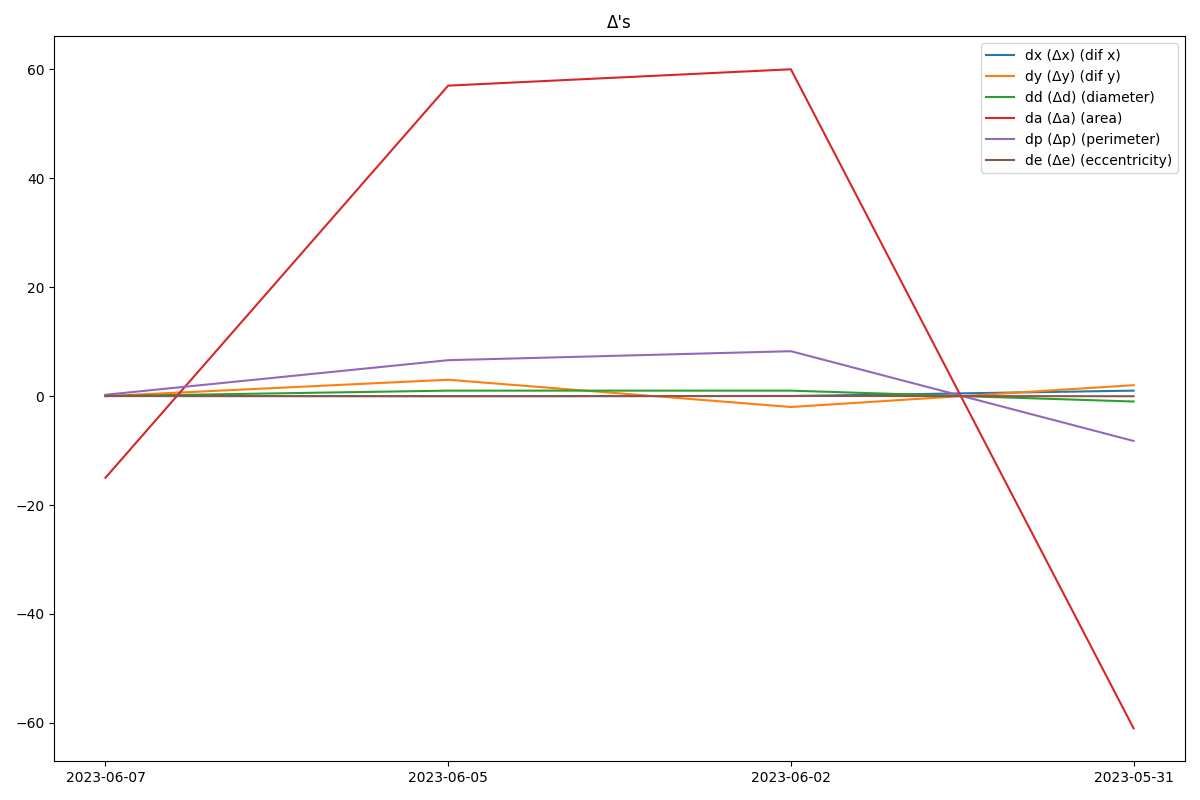 Δ's
dx (Δx) (dif x)
dy (Δy) (dif y)
dd (Δd) (diameter)
da (Δa) (area)
dp (Δp) (perimeter)
de (Δe) (eccentricity)
60
40
20
0
−20
−40
−60
2023-06-07 2023-06-05 2023-06-02 2023-05-31